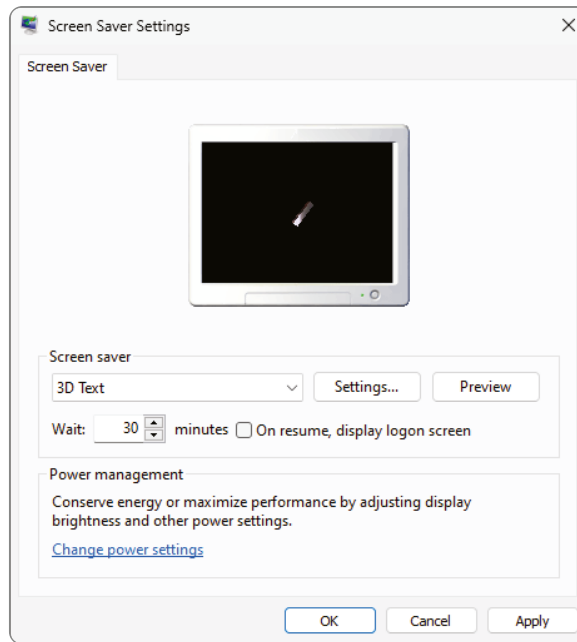 Screen Saver Settings
Screen Saver
Screen saver
3D Text
Settings...
Preview
Wait: 30 minutes
On resume, display logon screen
Power management
Conserve energy or maximize performance by adjusting display
brightness and other power settings.
Change power settings
OK
Cancel
Apply